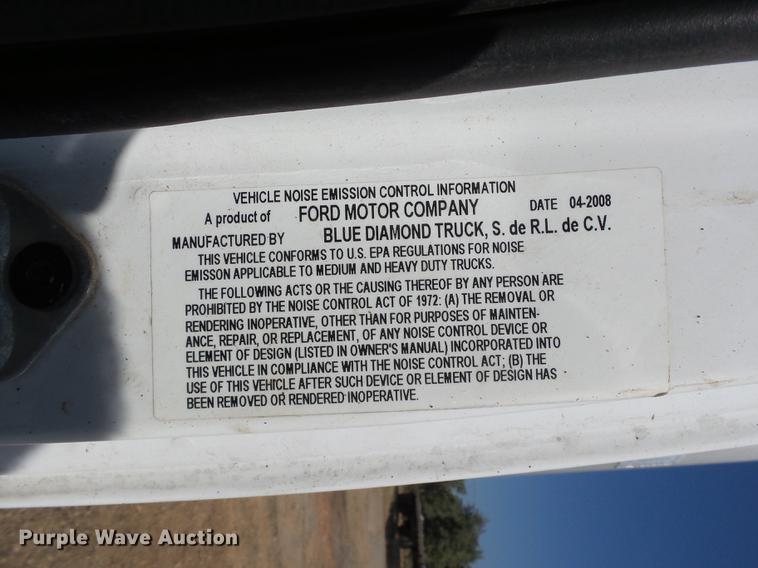 VEHICLE NOISE EMISSION CONTROL INFORMATION
A product of FORD MOTOR COMPANY DATE 04-2008
MANUFACTURED BY BLUE DIAMOND TRUCK, S. de R.L. de C.V.
THIS VEHICLE CONFORMS TO U.S. EPA REGULATIONS FOR NOISE
EMISSON APPLICABLE TO MEDIUM AND HEAVY DUTY TRUCKS.
THE FOLLOWING ACTS OR THE CAUSING THEREOF BY ANY PERSON ARE
PROHIBITED BY THE NOISE CONTROL ACT OF 1972: (A) THE REMOVAL OR
RENDERING INOPERATIVE, OTHER THAN FOR PURPOSES OF MAINTEN-
ANCE, REPAIR, OR REPLACEMENT, OF ANY NOISE CONTROL DEVICE OR
ELEMENT OF DESIGN (LISTED IN OWNER'S MANUAL) INCORPORATED INTO
THIS VEHICLE IN COMPLIANCE WITH THE NOISE CONTROL ACT; (B) THE
USE OF THIS VEHICLE AFTER SUCH DEVICE OR ELEMENT OF DESIGN HAS
BEEN REMOVED OR RENDERED INOPERATIVE.
Purple Wave Auction